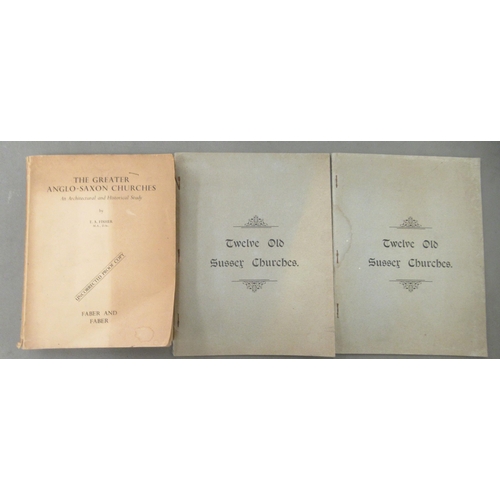 THE GREATER
ANGLO-SAXON CHURCHES
An Architectural and Historical Study
by
E. A. FISHER
UNCORRECTED PROOF COPY
FABER AND
FABER
Twelve Old
Sussex Churches.
Twelve Old
Sussex Churches.